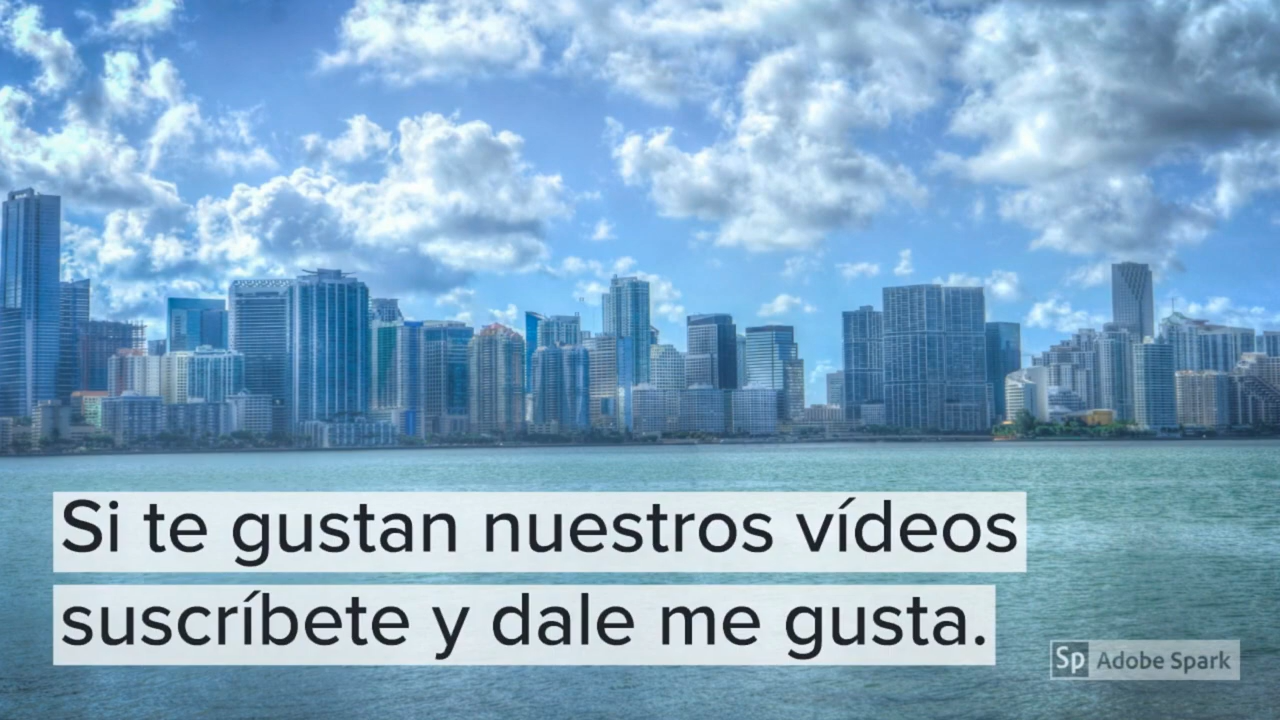 Si te gustan nuestros vídeos
suscríbete y dale me gusta.
Sp Adobe Spark